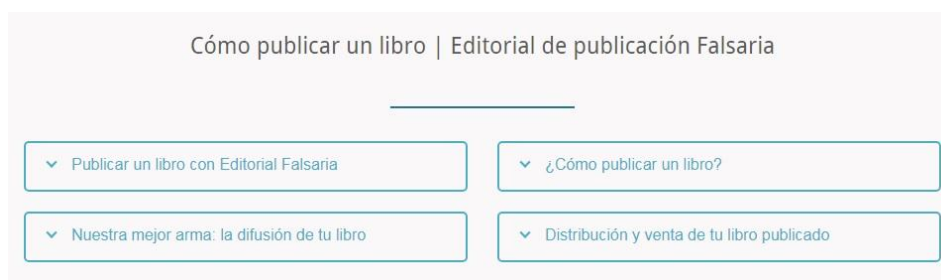 Cómo publicar un libro | Editorial de publicación Falsaria
Publicar un libro con Editorial Falsaria
¿Cómo publicar un libro?
Nuestra mejor arma: la difusión de tu libro
Distribución y venta de tu libro publicado